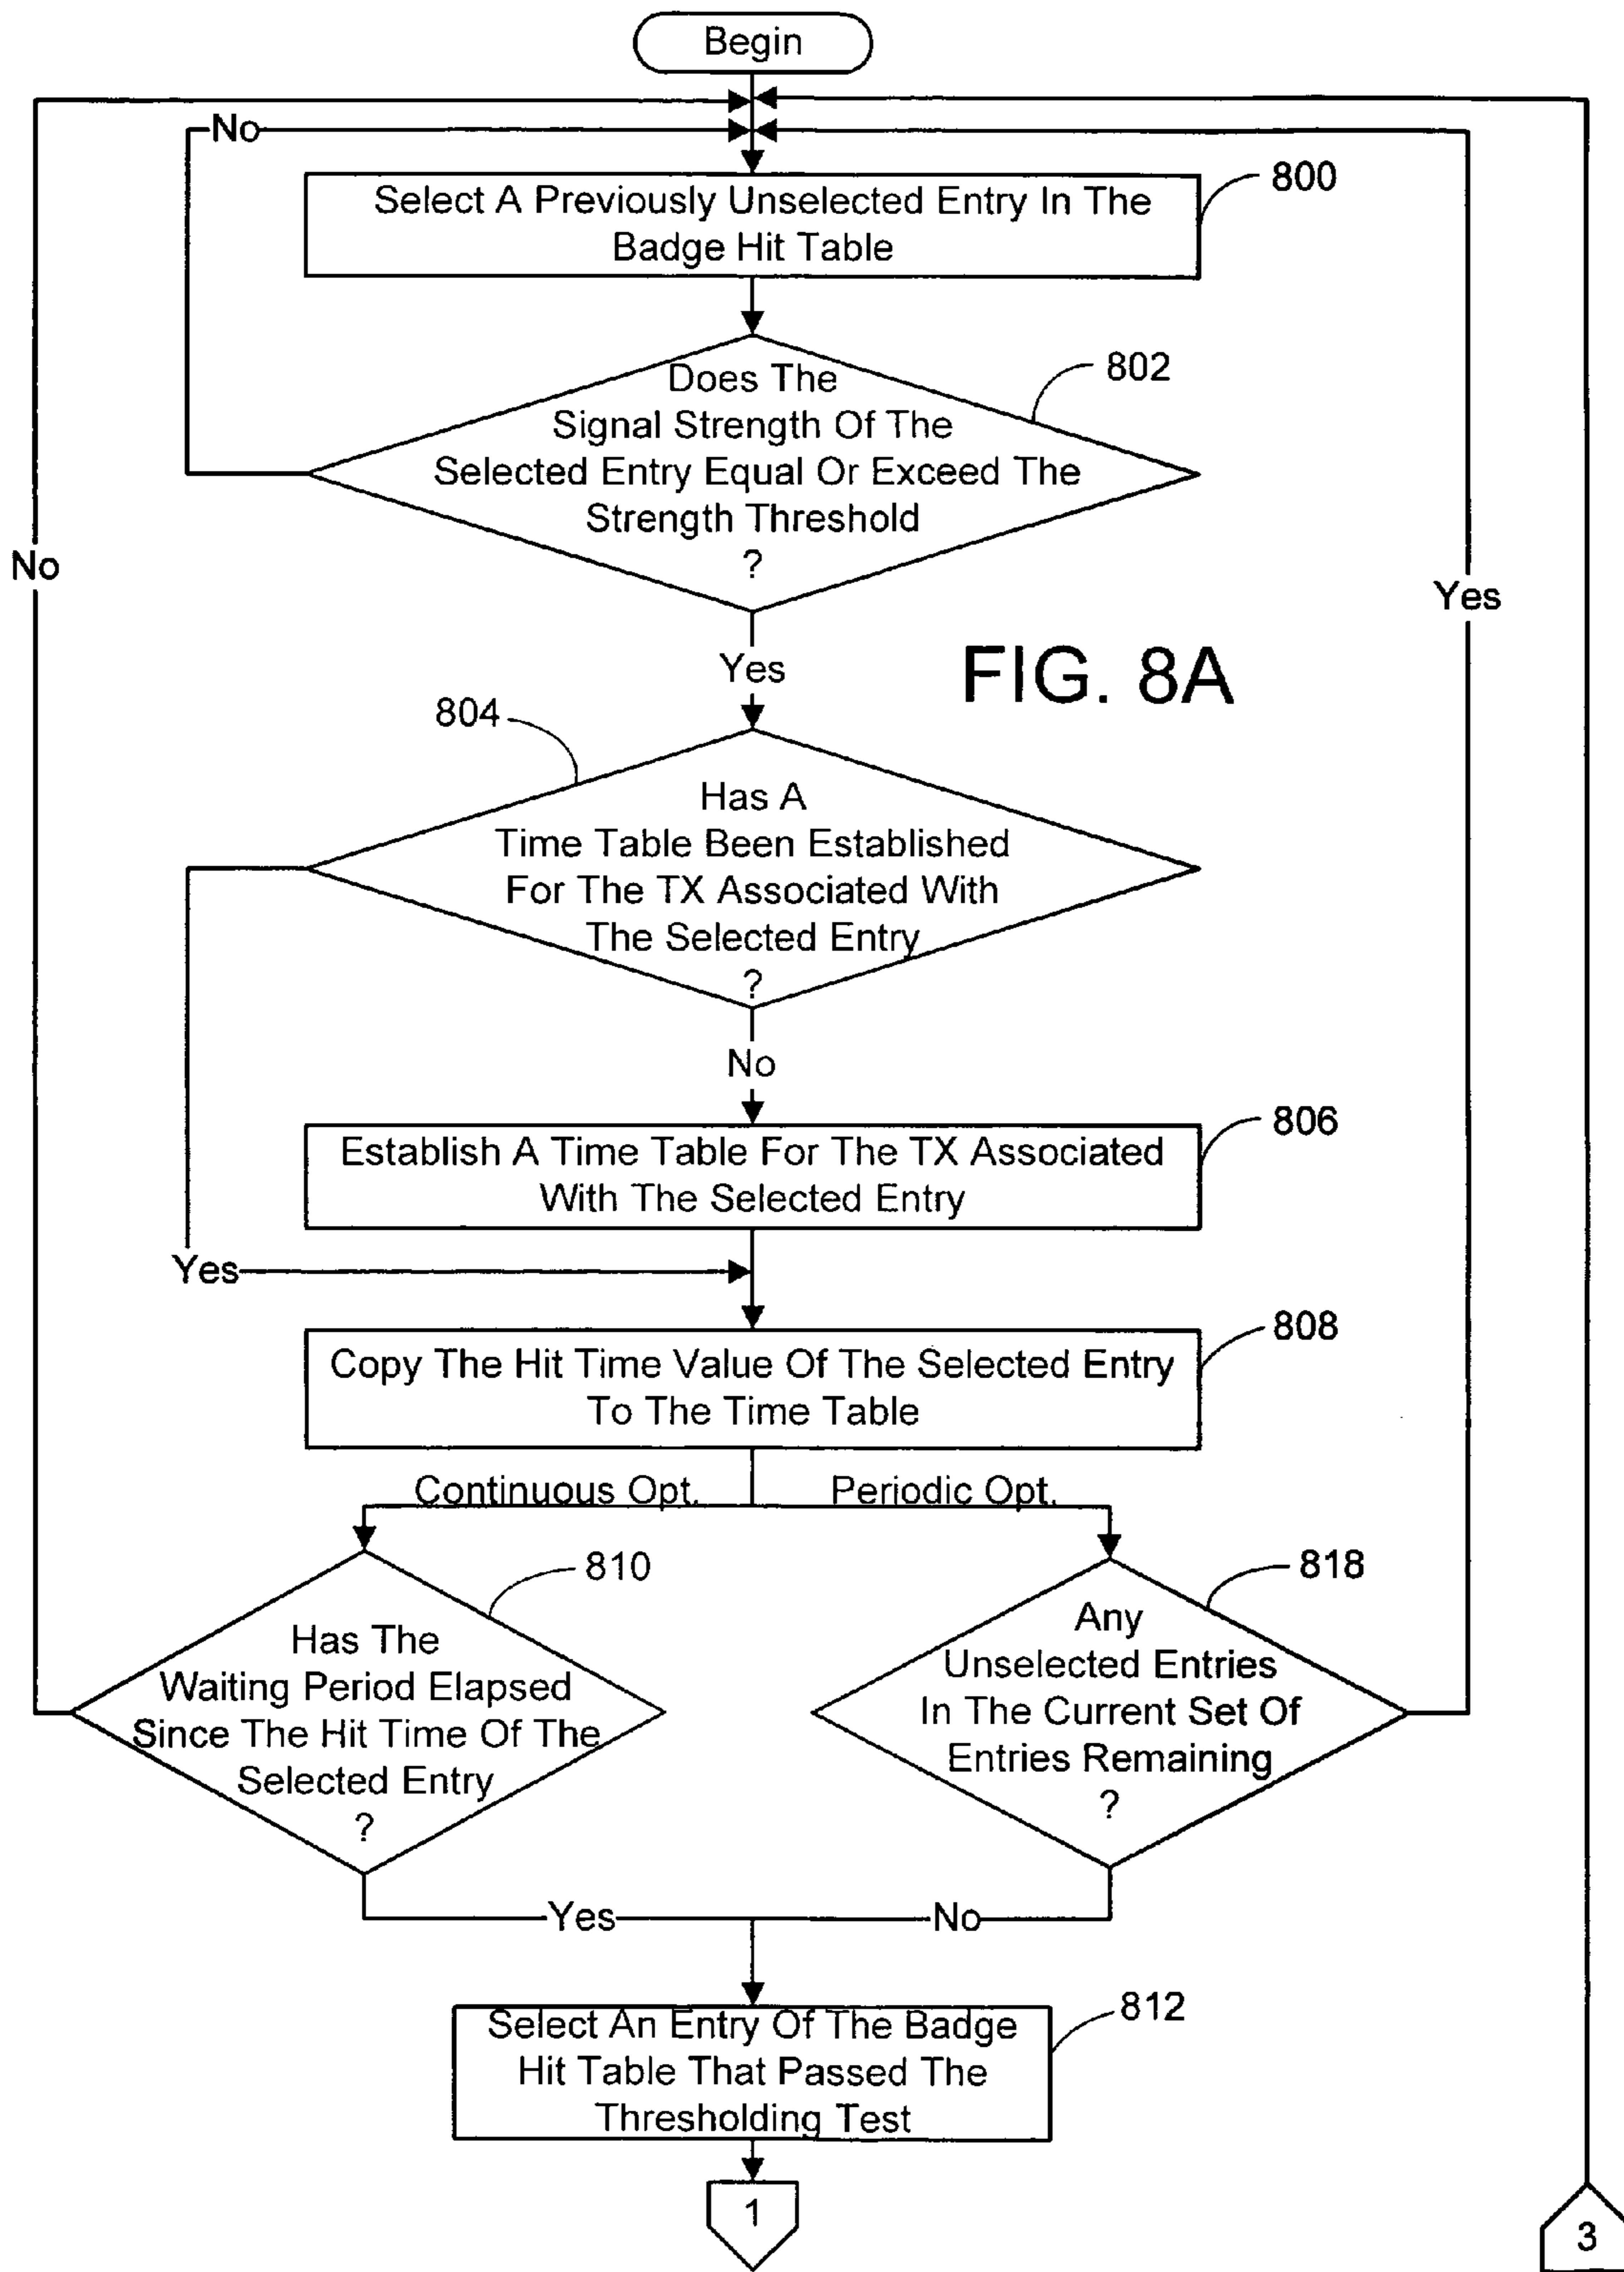 Begin
No
800
Select A Previously Unselected Entry In The
Badge Hit Table
802
Does The
Signal Strength Of The
Selected Entry Equal Or Exceed The
Strength Threshold
?
No
Yes
Yes
FIG. 8A
804
Has A
Time Table Been Established
For The TX Associated With
The Selected Entry
?
No
806
Establish A Time Table For The TX Associated
With The Selected Entry
Yes
808
Copy The Hit Time Value Of The Selected Entry
To The Time Table
Continuous Opt.
Periodic Opt.
810
Has The
Waiting Period Elapsed
Since The Hit Time Of The
Selected Entry
?
818
Any
Unselected Entries
In The Current Set Of
Entries Remaining
?
Yes
No
812
Select An Entry Of The Badge
Hit Table That Passed The
Thresholding Test
1
3